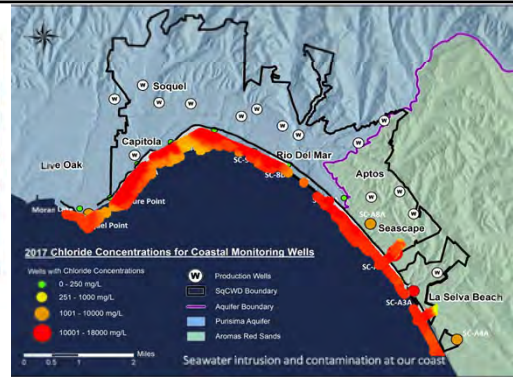 Soquel
Capitola
Live Oak
Rio Del Mar
Aptos
SC-A8A
Seascape
SC-A3A
La Selva Beach
SC-A4A
2017 Chloride Concentrations for Coastal Monitoring Wells
Wells with Chloride Concentrations
0 - 250 mg/L
251 - 1000 mg/L
1001 - 10000 mg/L
10001 - 18000 mg/L
W Production Wells
SqCWD Boundary
Aquifer Boundary
Purisima Aquifer
Aromas Red Sands
0 0.5 1 2
Miles
Seawater intrusion and contamination at our coast